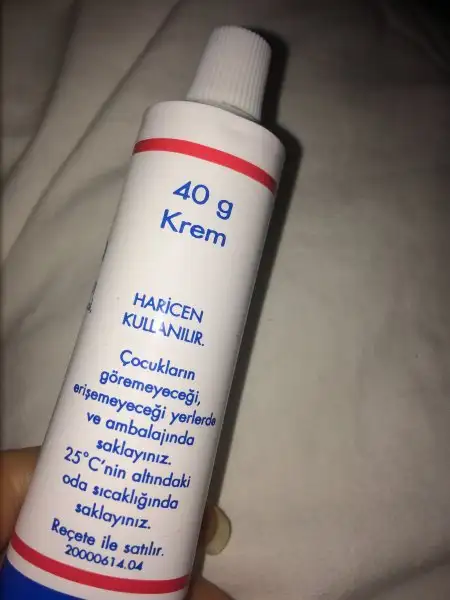 40 g
Krem
HARİCEN
KULLANILIR.
Çocukların
göremeyeceği,
erişemeyeceği yerlerde
ve ambalajında
saklayınız.
25°C'nin altındaki
oda sıcaklığında
saklayınız.
Reçete ile satılır.
20000614.04